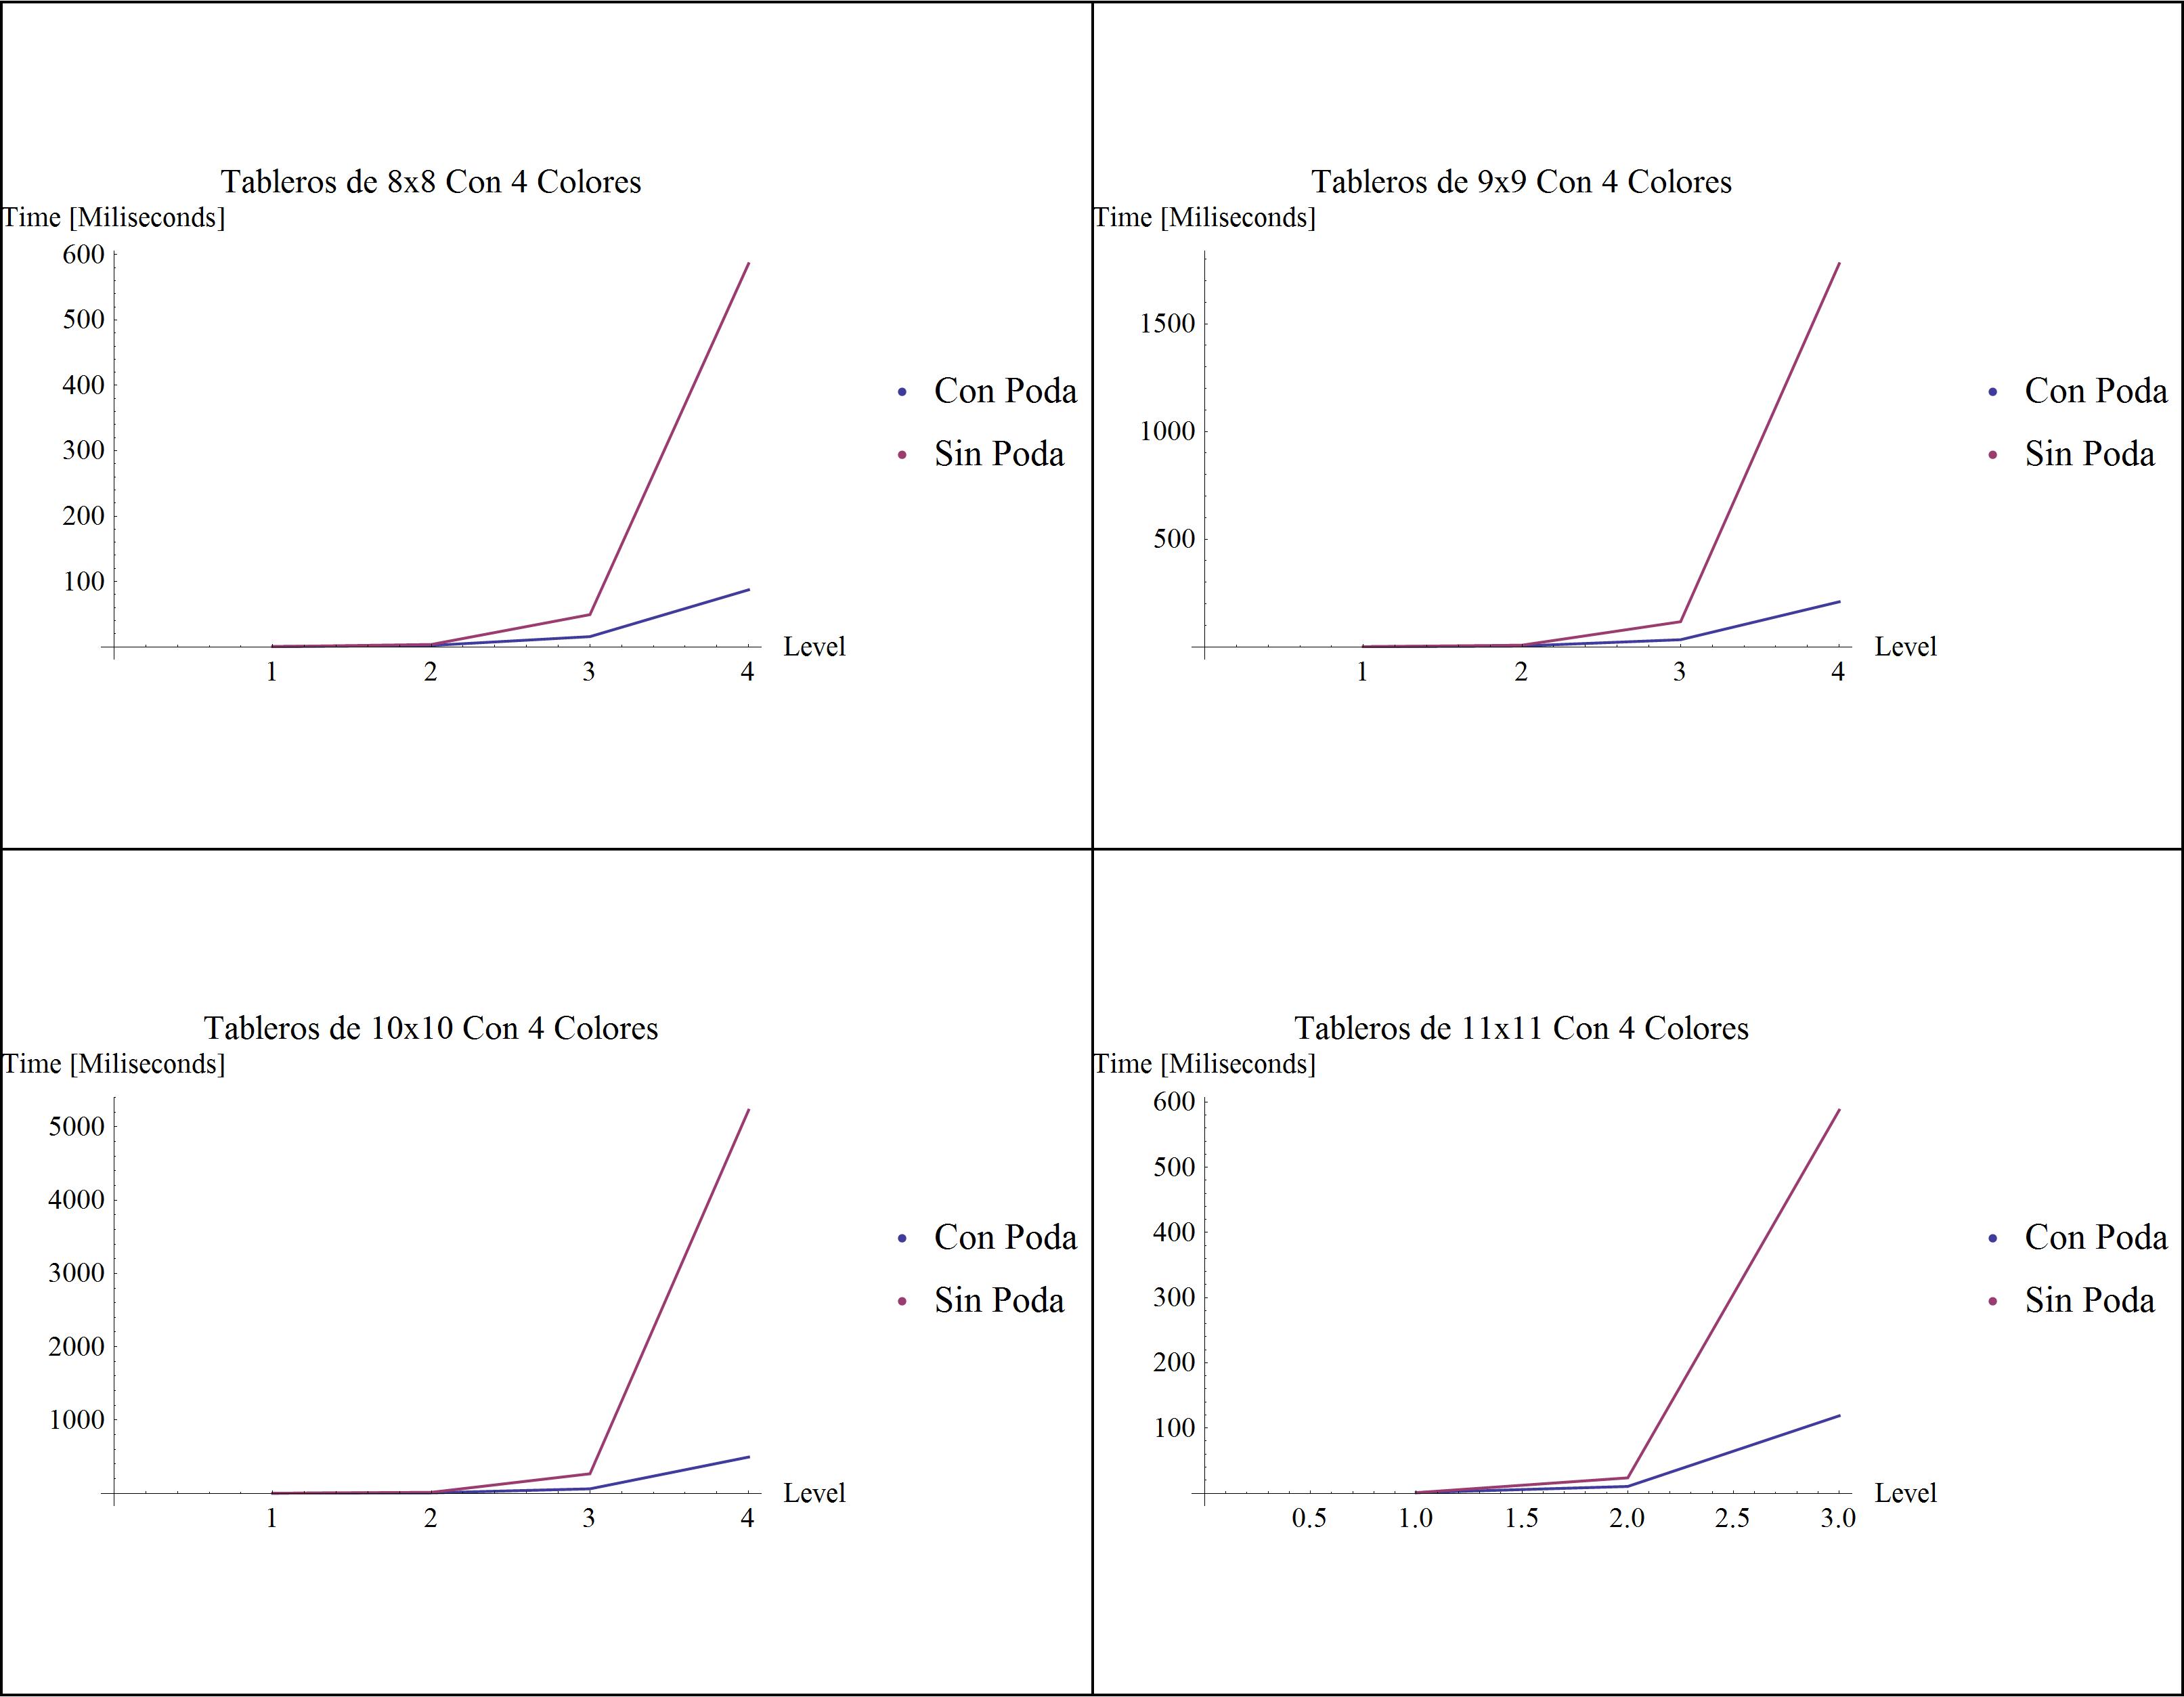 Tableros de 8x8 Con 4 Colores
Time [Miliseconds]
600
500
400
300
200
100
1 2 3 4
Level
Con Poda
Sin Poda
Tableros de 9x9 Con 4 Colores
Time [Miliseconds]
1500
1000
500
1 2 3 4
Level
Con Poda
Sin Poda
Tableros de 10x10 Con 4 Colores
Time [Miliseconds]
5000
4000
3000
2000
1000
1 2 3 4
Level
Con Poda
Sin Poda
Tableros de 11x11 Con 4 Colores
Time [Miliseconds]
600
500
400
300
200
100
0.5 1.0 1.5 2.0 2.5 3.0
Level
Con Poda
Sin Poda